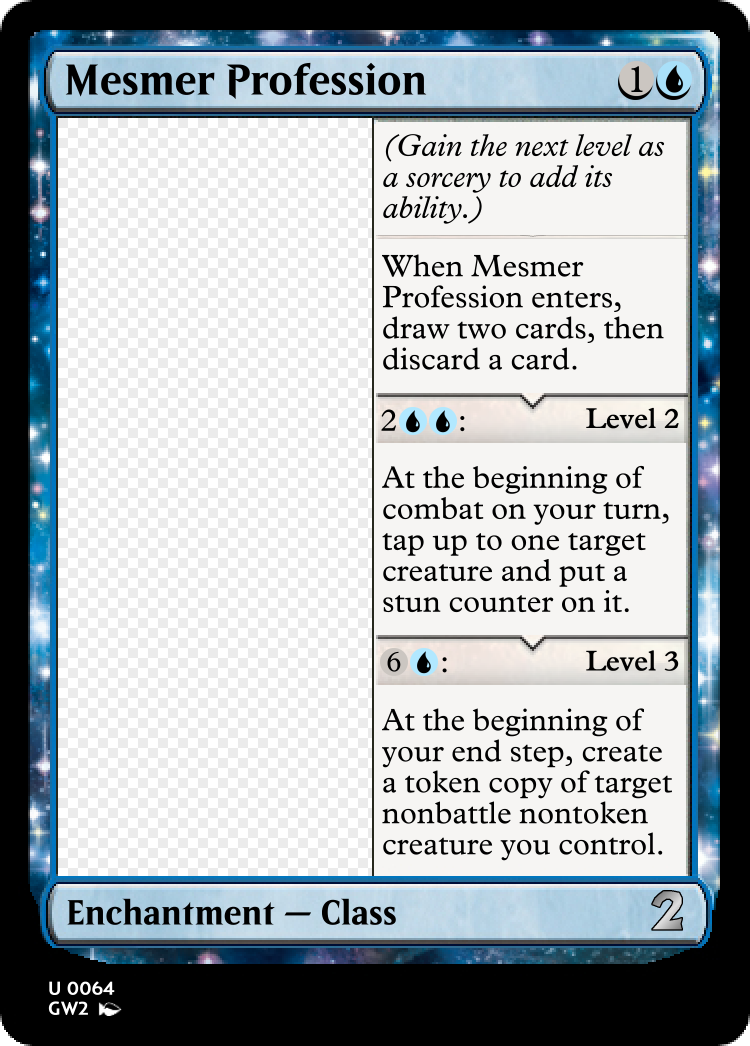 Mesmer Profession 1
(Gain the next level as
a sorcery to add its
ability.)
When Mesmer
Profession enters,
draw two cards, then
discard a card.
2 : Level 2
At the beginning of
combat on your turn,
tap up to one target
creature and put a
stun counter on it.
6 : Level 3
At the beginning of
your end step, create
a token copy of target
nonbattle nontoken
creature you control.
Enchantment — Class 2
U 0064
GW2